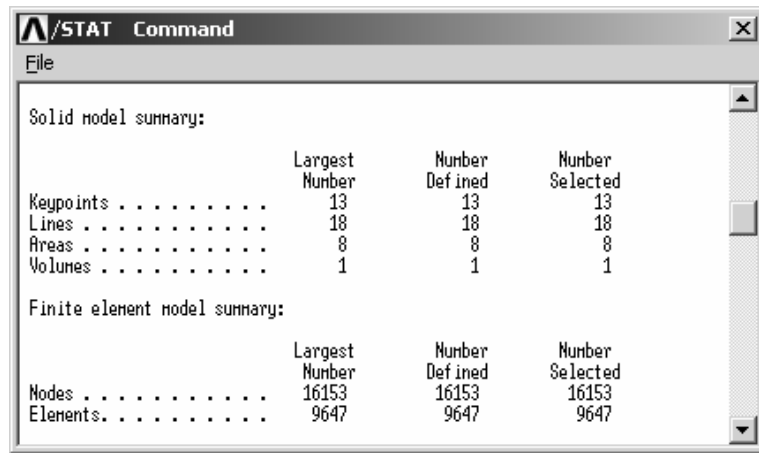 /STAT Command
File
Solid model summary:
Largest Number Number
Number Defined Selected
Keypoints . . . . . . . . . 13 13 13
Lines . . . . . . . . . . . 18 18 18
Areas . . . . . . . . . . . 8 8 8
Volumes . . . . . . . . . . 1 1 1
Finite element model summary:
Largest Number Number
Number Defined Selected
Nodes . . . . . . . . . . . 16153 16153 16153
Elements. . . . . . . . . . 9647 9647 9647